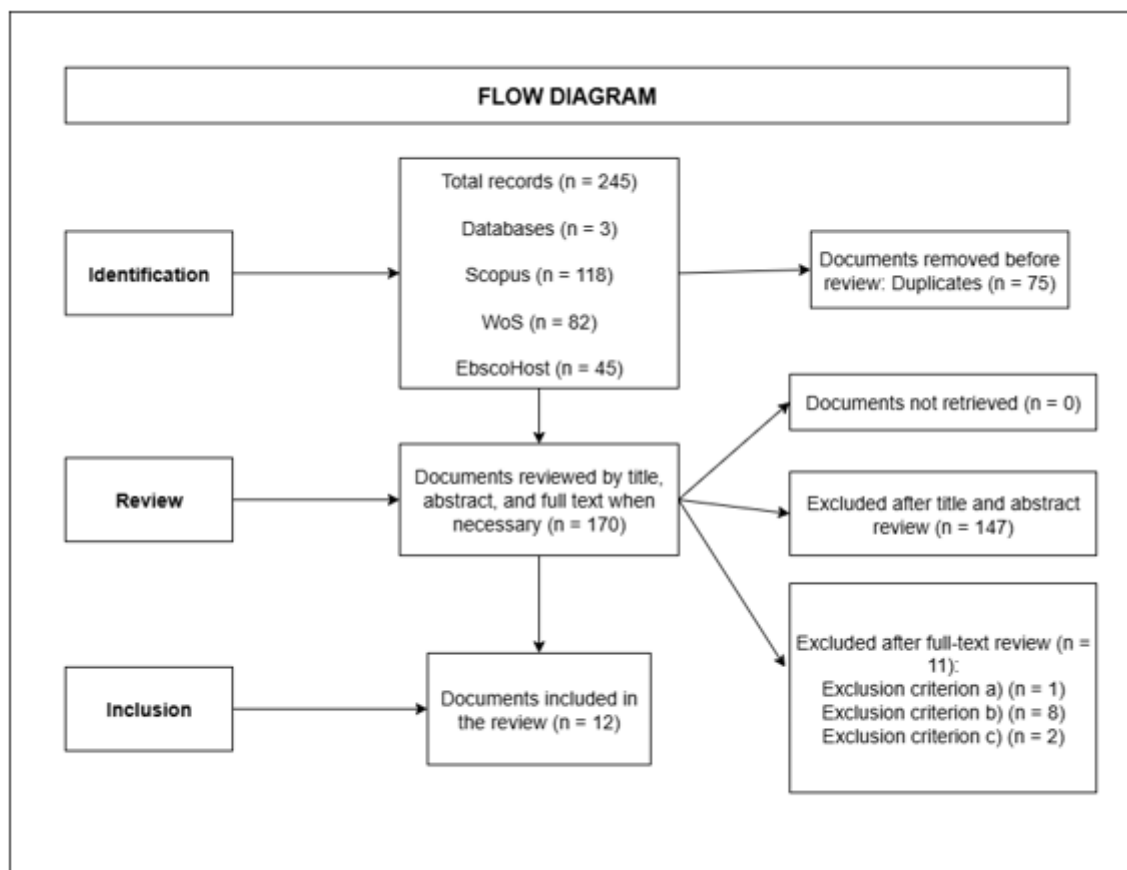 FLOW DIAGRAM
Identification
Total records (n = 245)
Databases (n = 3)
Scopus (n = 118)
WoS (n = 82)
EbscoHost (n = 45)
Documents removed before
review: Duplicates (n = 75)
Review
Documents reviewed by title,
abstract, and full text when
necessary (n = 170)
Documents not retrieved (n = 0)
Excluded after title and abstract
review (n = 147)
Excluded after full-text review (n =
11):
Exclusion criterion a) (n = 1)
Exclusion criterion b) (n = 8)
Exclusion criterion c) (n = 2)
Inclusion
Documents included in
the review (n = 12)